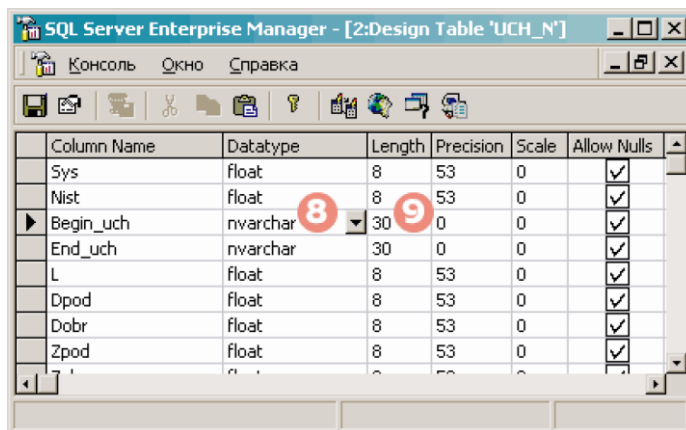 SQL Server Enterprise Manager - [2:Design Table 'UCH_N']
Консоль Окно Справка
Column Name Datatype Length Precision Scale Allow Nulls
Sys float 8 53 0
Nist float 8 53 0
Begin_uch nvarchar 8 30 9 0 0
End_uch nvarchar 30 0 0
L float 8 53 0
Dpod float 8 53 0
Dobr float 8 53 0
Zpod float 8 53 0